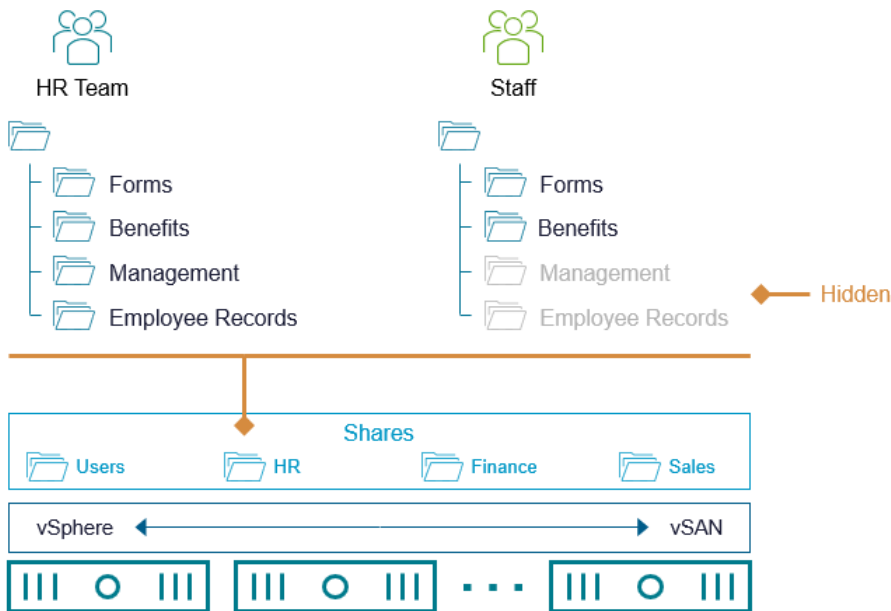 HR Team
Staff
Forms
Benefits
Management
Employee Records
Forms
Benefits
Management
Employee Records
Hidden
Shares
Users
HR
Finance
Sales
vSphere
vSAN